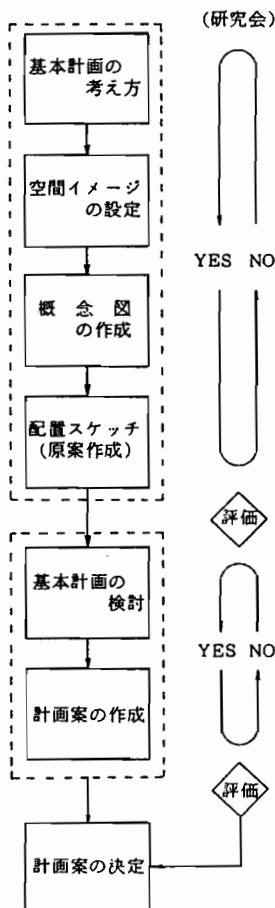 (研究会)
基本計画の
考え方
空間イメージ
の設定
YES NO
概念図
の作成
配置スケッチ
(原案作成)
評価
基本計画の
検討
YES NO
計画案の作成
評価
計画案の決定